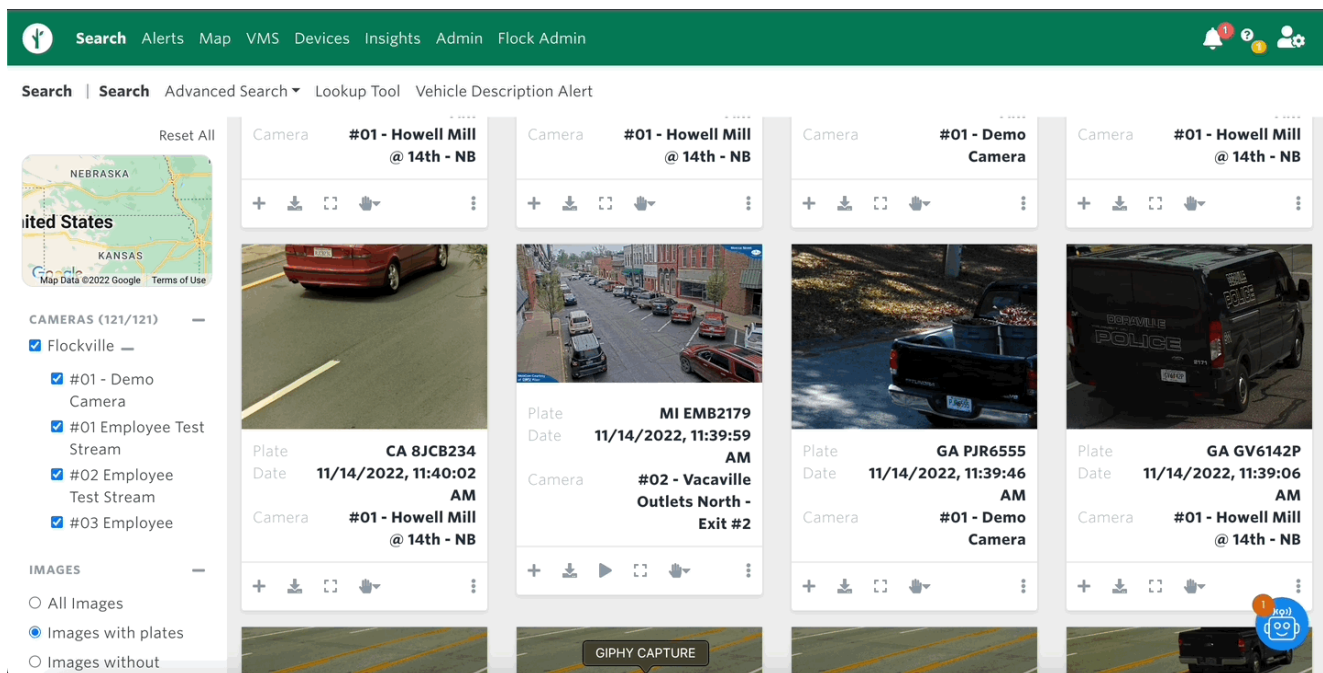 Search Alerts Map VMS Devices Insights Admin Flock Admin
1
1
Search | Search Advanced Search Lookup Tool Vehicle Description Alert
Reset All
NEBRASKA
ited States
KANSAS
Google
Map Data ©2022 Google Terms of Use
CAMERAS (121/121)
Flockville
#01 - Demo
Camera
#01 Employee Test
Stream
#02 Employee
Test Stream
#03 Employee
IMAGES
All Images
Images with plates
Images without
Camera #01 - Howell Mill
@ 14th - NB
Camera #01 - Howell Mill
@ 14th - NB
Camera #01 - Demo
Camera
Camera #01 - Howell Mill
@ 14th - NB
Plate CA 8JCB234
Date 11/14/2022, 11:40:02
AM
Camera #01 - Howell Mill
@ 14th - NB
Plate MI EMB2179
Date 11/14/2022, 11:39:59
AM
Camera #02 - Vacaville
Outlets North -
Exit #2
Plate GA PJR6555
Date 11/14/2022, 11:39:46
AM
Camera #01 - Demo
Camera
POLICE
DORAVILLE
POLICE
Plate GA GV6142P
Date 11/14/2022, 11:39:06
AM
Camera #01 - Howell Mill
@ 14th - NB
GIPHY CAPTURE
1